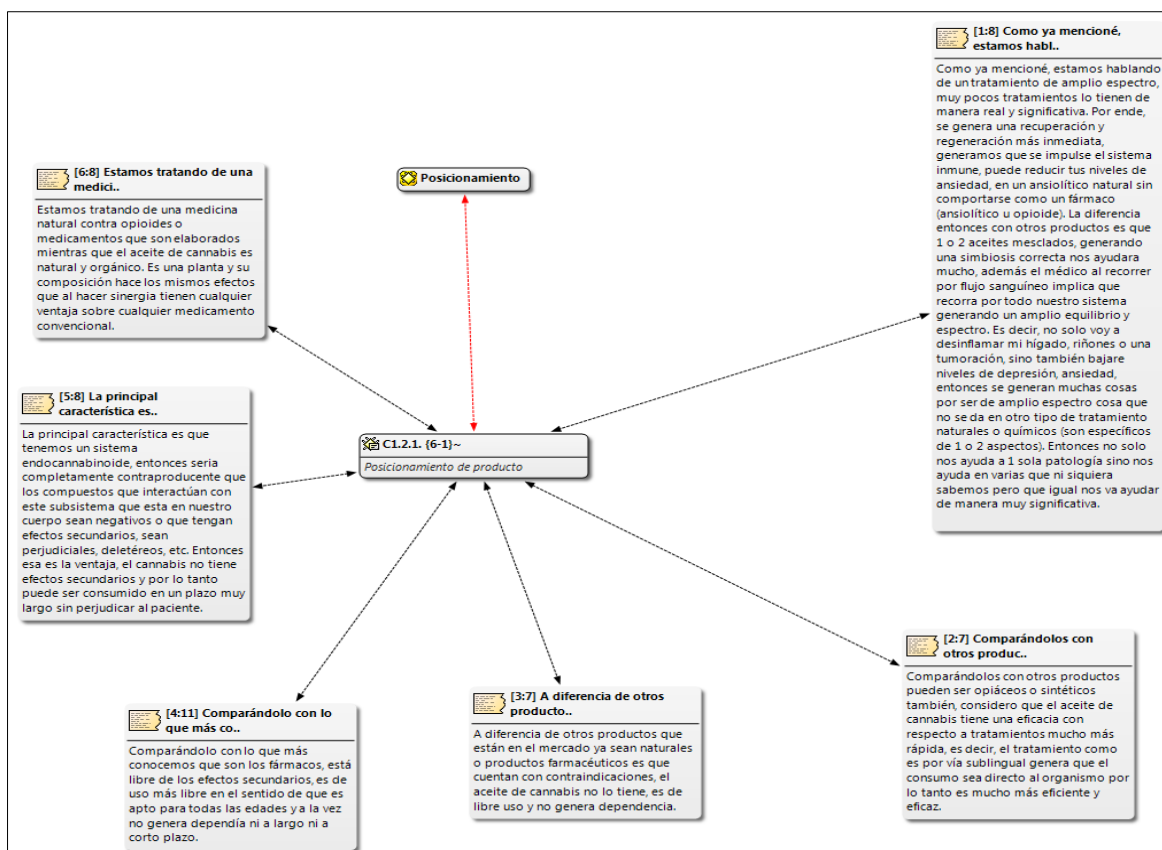 [1:8] Como ya mencioné,
estamos habl..
Como ya mencioné, estamos hablando
de un tratamiento de amplio espectro,
muy pocos tratamientos lo tienen de
manera real y significativa. Por ende,
se genera una recuperación y
regeneración más inmediata,
generamos que se impulse el sistema
inmune, puede reducir tus niveles de
ansiedad, en un ansiolítico natural sin
comportarse como un fármaco
(ansiolítico u opioide). La diferencia
entonces con otros productos es que
1 o 2 aceites mesclados, generando
una simbiosis correcta nos ayudara
mucho, además el médico al recorrer
por flujo sanguíneo implica que
recorra por todo nuestro sistema
generando un amplio equilibrio y
espectro. Es decir, no solo voy a
desinflamar mi hígado, riñones o una
tumoración, sino también bajare
niveles de depresión, ansiedad,
entonces se generan muchas cosas
por ser de amplio espectro cosa que
no se da en otro tipo de tratamiento
naturales o químicos (son específicos
de 1 o 2 aspectos). Entonces no solo
nos ayuda a 1 sola patología sino nos
ayuda en varias que ni siquiera
sabemos pero que igual nos va ayudar
de manera muy significativa.
[6:8] Estamos tratando de una
medici..
Estamos tratando de una medicina
natural contra opioides o
medicamentos que son elaborados
mientras que el aceite de cannabis es
natural y orgánico. Es una planta y su
composición hace los mismos efectos
que al hacer sinergia tienen cualquier
ventaja sobre cualquier medicamento
convencional.
Posicionamiento
[5:8] La principal
característica es..
La principal característica es que
tenemos un sistema
endocannabinoide, entonces seria
completamente contraproducente que
los compuestos que interactúan con
este subsistema que esta en nuestro
cuerpo sean negativos o que tengan
efectos secundarios, sean
perjudiciales, deletéreos, etc. Entonces
esa es la ventaja, el cannabis no tiene
efectos secundarios y por lo tanto
puede ser consumido en un plazo muy
largo sin perjudicar al paciente.
C1.2.1. {6-1}~
Posicionamiento de producto
[4:11] Comparándolo con lo
que más co..
Comparándolo con lo que más
conocemos que son los fármacos, está
libre de los efectos secundarios, es de
uso más libre en el sentido de que es
apto para todas las edades y a la vez
no genera dependía ni a largo ni a
corto plazo.
[3:7] A diferencia de otros
producto..
A diferencia de otros productos que
están en el mercado ya sean naturales
o productos farmacéuticos es que
cuentan con contraindicaciones, el
aceite de cannabis no lo tiene, es de
libre uso y no genera dependencia.
[2:7] Comparándolos con
otros produc..
Comparándolos con otros productos
pueden ser opiáceos o sintéticos
también, considero que el aceite de
cannabis tiene una eficacia con
respecto a tratamientos mucho más
rápida, es decir, el tratamiento como
es por vía sublingual genera que el
consumo sea directo al organismo por
lo tanto es mucho más eficiente y
eficaz.